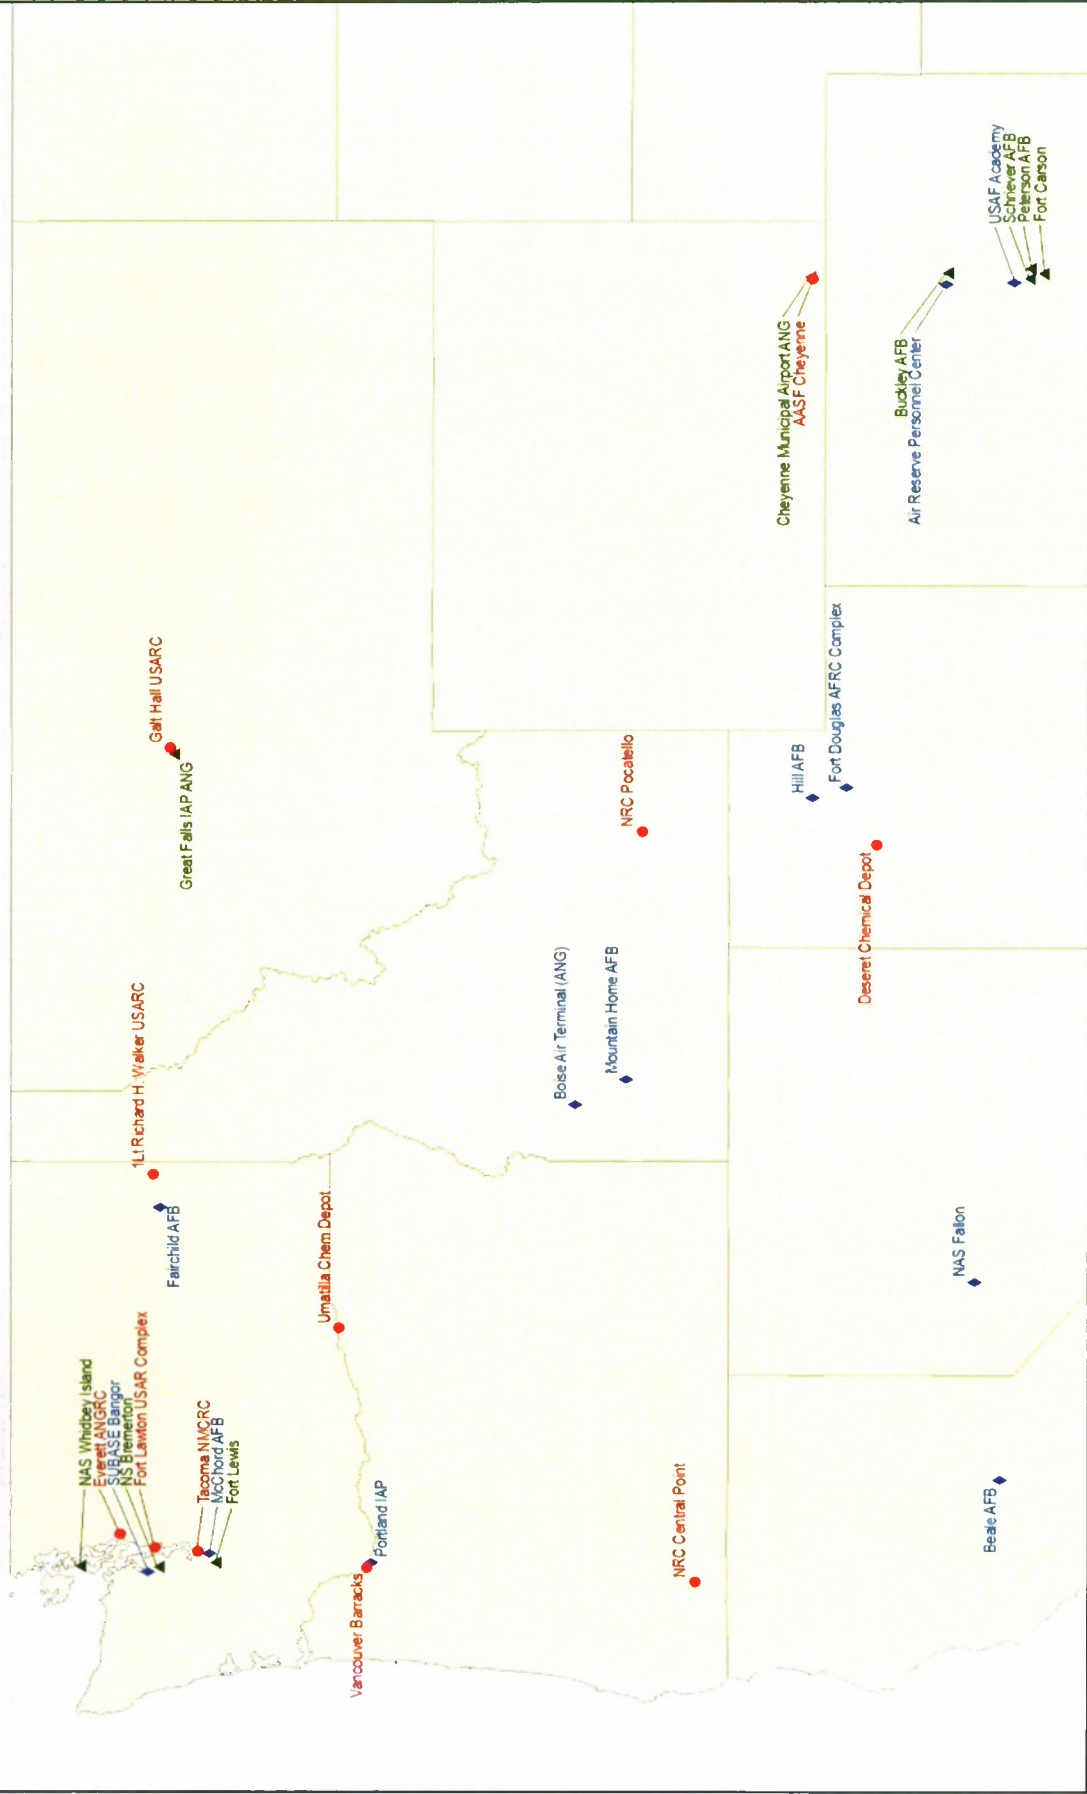 NAS Whidbey Island
Everett ANGRC
SUBASE Bangor
NS Bremerton
Fort Lawton USAR Complex
Tacoma NMCRC
McChord AFB
Fort Lewis
Fairchild AFB
1Lt Richard H. Walker USARC
Galt Hall USARC
Great Falls IAP ANG
Umatilla Chem Depot
Vancouver Barracks
Portland IAP
Boise Air Terminal (ANG)
Mountain Home AFB
NRC Pocatello
NRC Central Point
Cheyenne Municipal Airport ANG
AASF Cheyenne
Hill AFB
Fort Douglas AFRC Complex
Deseret Chemical Depot
Buckley AFB
Air Reserve Personnel Center
NAS Fallon
Beale AFB
USAF Academy
Schriever AFB
Peterson AFB
Fort Carson